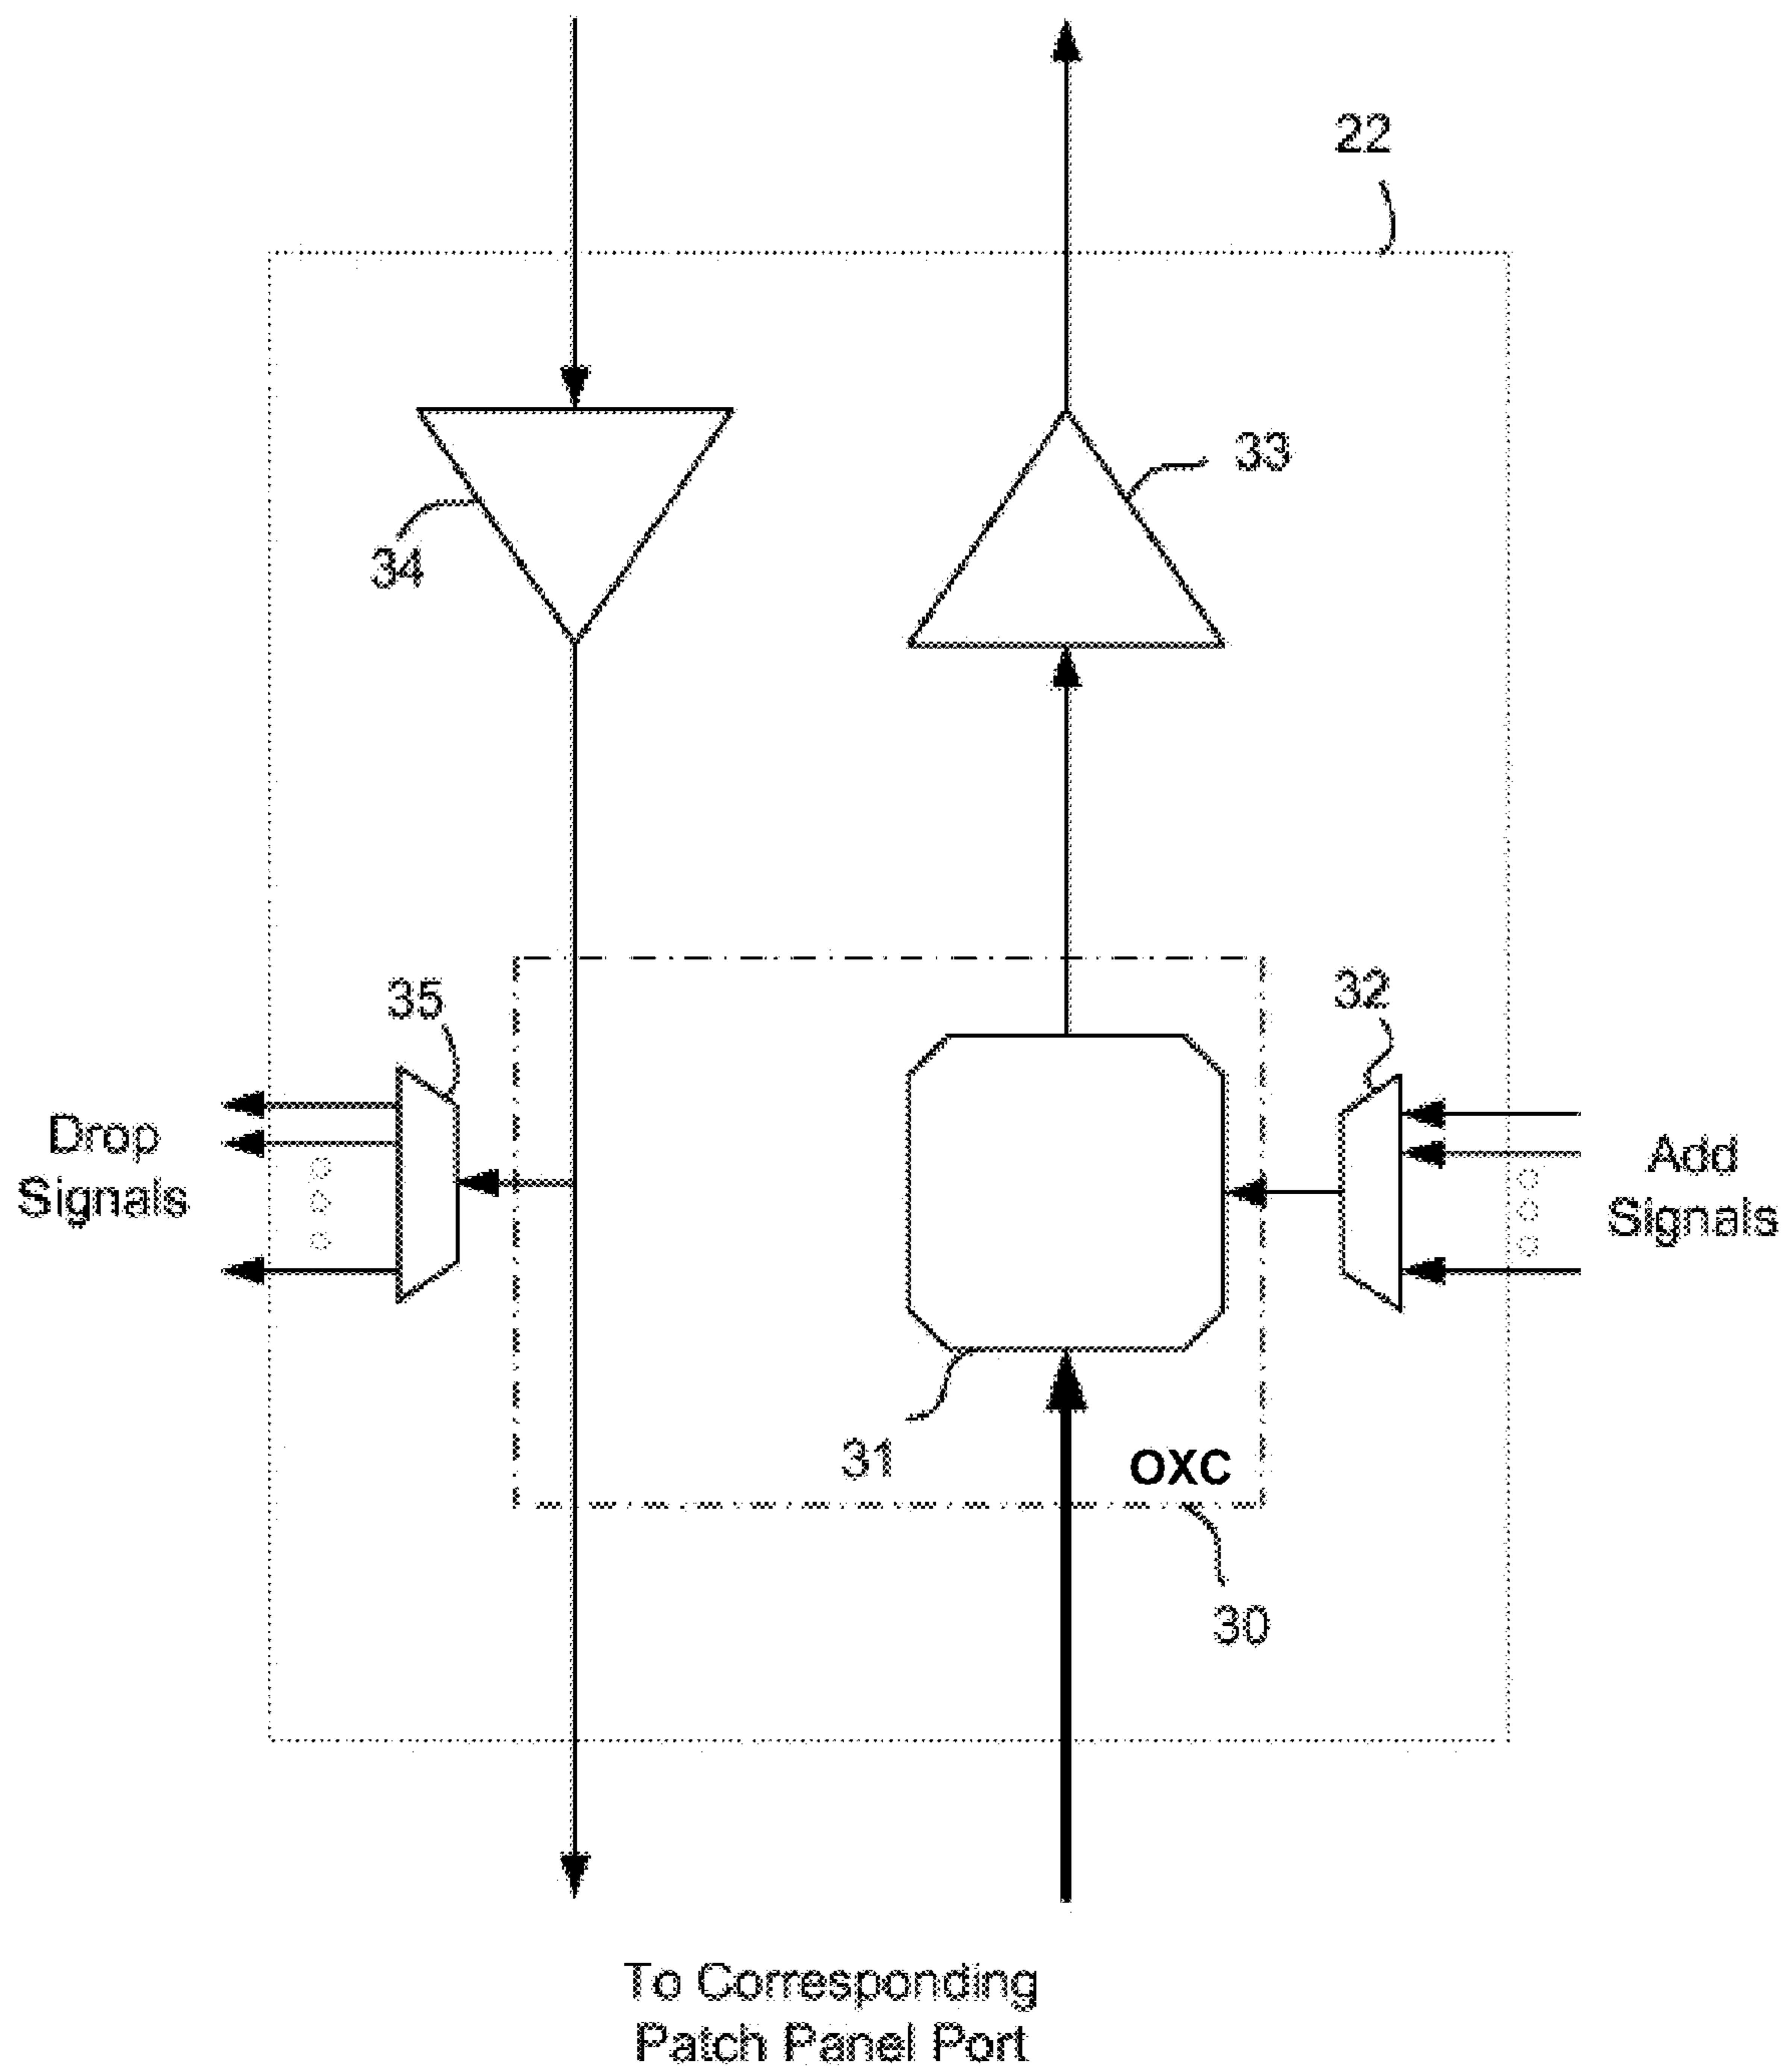 22
33
34
35
32
Drop
Signals
Add
Signals
31
OXC
30
To Corresponding
Patch Panel Port